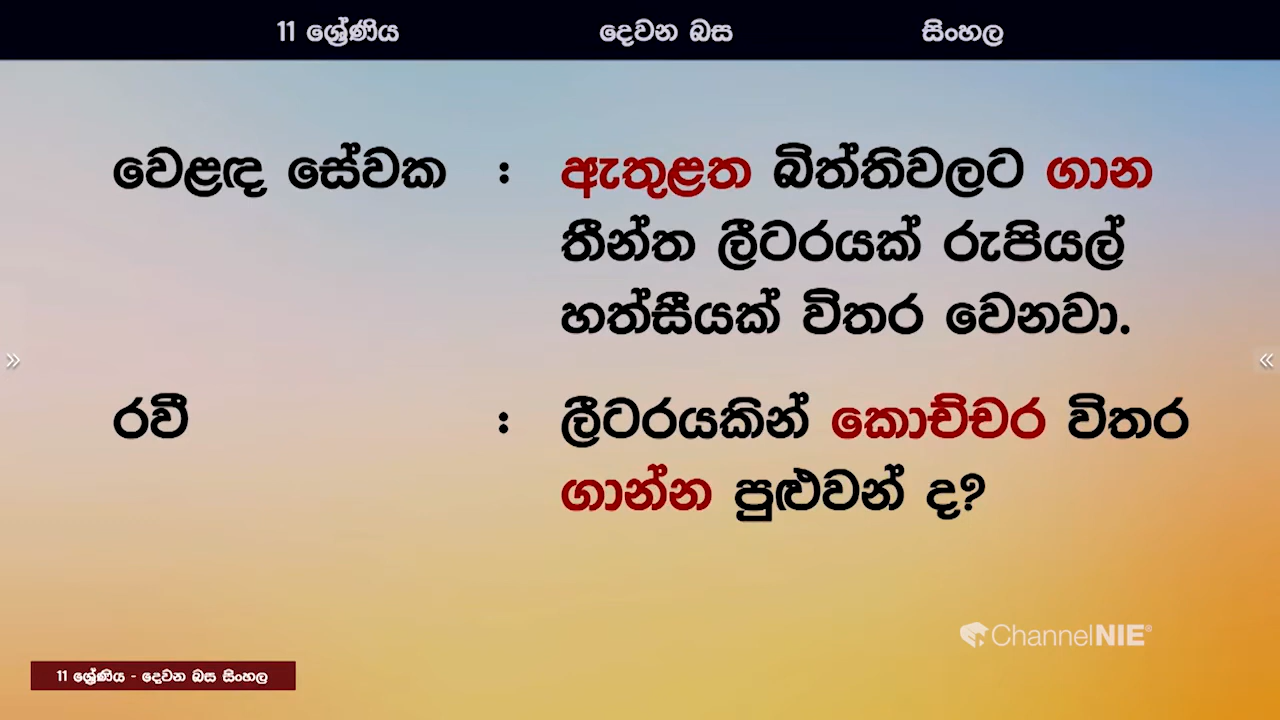 11 ශ්‍රේණිය දෙවන බස සිංහල
වෙළඳ සේවක : ඇතුළත බිත්තිවලට ගාන
තීන්ත ලීටරයක් රුපියල්
හත්සීයක් විතර වෙනවා.
රවී : ලීටරයකින් කොච්චර විතර
ගාන්න පුළුවන් ද?
ChannelNIE®
11 ශ්‍රේණිය - දෙවන බස සිංහල